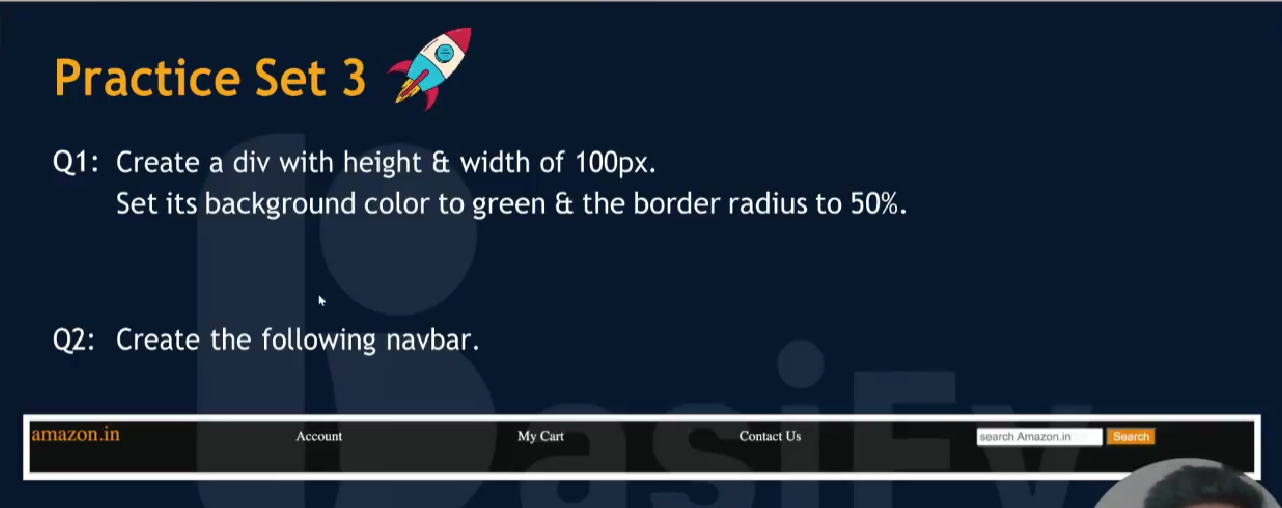 Practice Set 3
Q1: Create a div with height & width of 100px.
Set its background color to green & the border radius to 50%.
Q2: Create the following navbar.
amazon.in Account My Cart Contact Us search Amazon.in Search